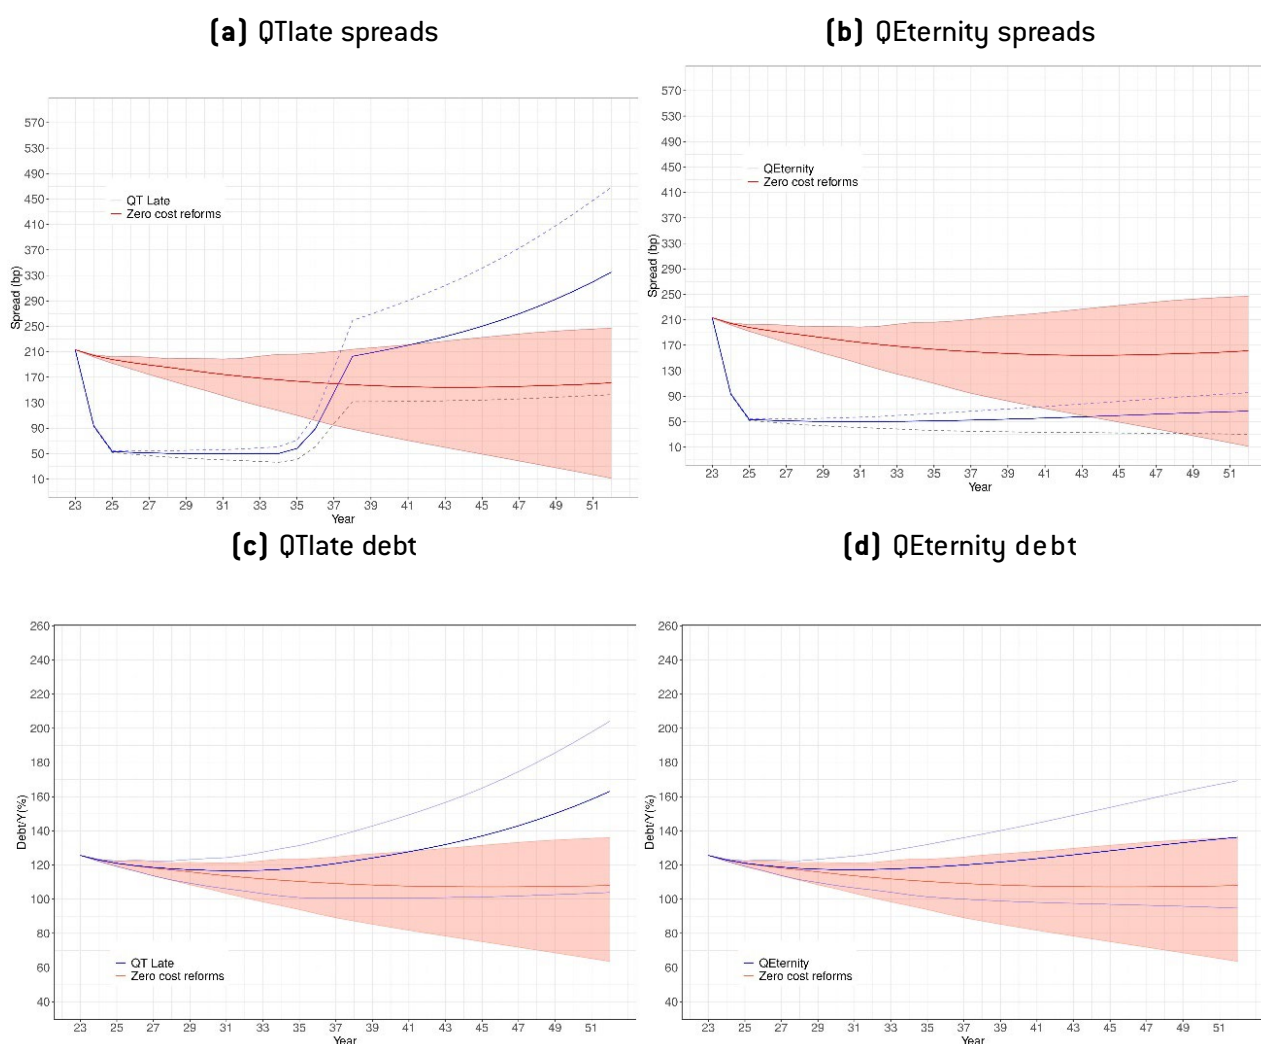 (a) QTlate spreads
570
530
490
450
410
370
330
290
250
210
170
130
90
50
10
Spread (bp)
QT Late
Zero cost reforms
23 25 27 29 31 33 35 37 39 41 43 45 47 49 51
Year
(b) QEternity spreads
570
530
490
450
410
370
330
290
250
210
170
130
90
50
10
Spread (bp)
QEternity
Zero cost reforms
23 25 27 29 31 33 35 37 39 41 43 45 47 49 51
Year
(c) QTlate debt
260
240
220
200
180
160
140
120
100
80
60
40
Debt/Y(%)
QT Late
Zero cost reforms
23 25 27 29 31 33 35 37 39 41 43 45 47 49 51
Year
(d) QEternity debt
260
240
220
200
180
160
140
120
100
80
60
40
Debt/Y(%)
QEternity
Zero cost reforms
23 25 27 29 31 33 35 37 39 41 43 45 47 49 51
Year